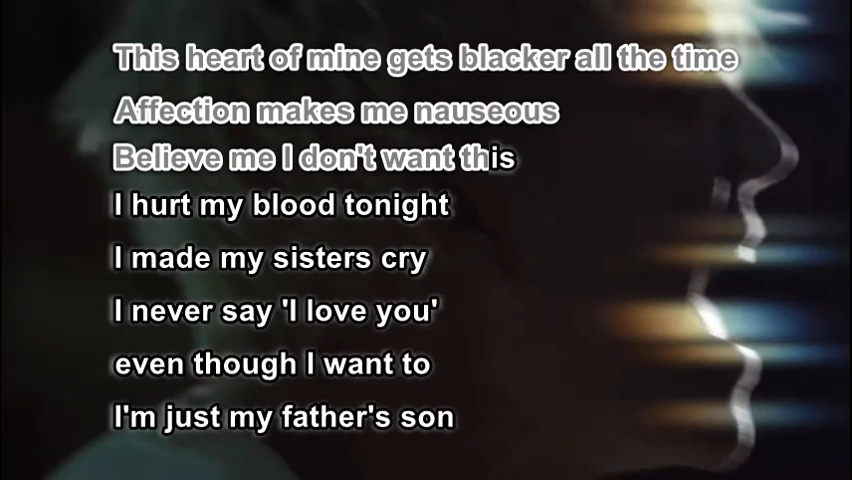 This heart of mine gets blacker all the time
Affection makes me nauseous
Believe me I don't want this
I hurt my blood tonight
I made my sisters cry
I never say 'I love you'
even though I want to
I'm just my father's son